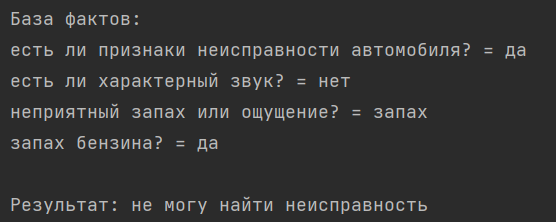 База фактов:
есть ли признаки неисправности автомобиля? = да
есть ли характерный звук? = нет
неприятный запах или ощущение? = запах
запах бензина? = да
Результат: не могу найти неисправность